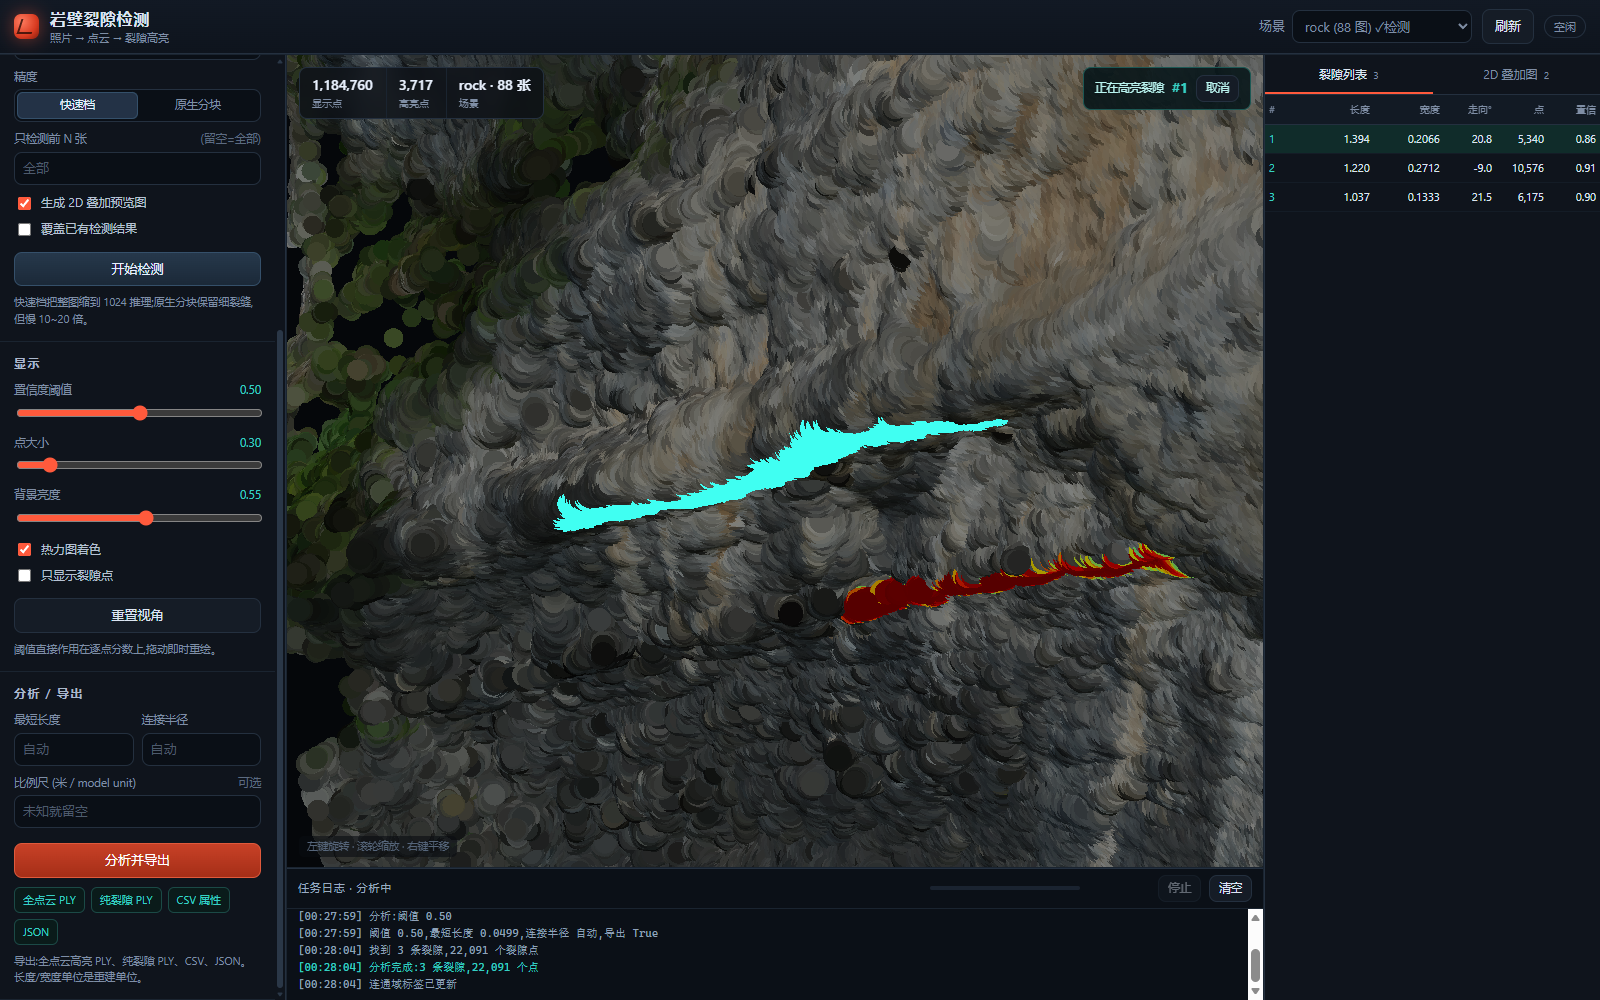 岩壁裂隙检测
照片 → 点云 → 裂隙高亮
场景
rock (88 图) ✓检测
刷新
空闲
精度
快速档
原生分块
只检测前 N 张
(留空=全部)
全部
生成 2D 叠加预览图
覆盖已有检测结果
开始检测
快速档把整图缩到 1024 推理;原生分块保留细裂缝,
但慢 10~20 倍。
显示
置信度阈值
0.50
点大小
0.30
背景亮度
0.55
热力图着色
只显示裂隙点
重置视角
阈值直接作用在逐点分数上,拖动即时重绘。
分析 / 导出
最短长度
连接半径
自动
自动
比例尺 (米 / model unit)
可选
未知就留空
分析并导出
全点云 PLY
纯裂隙 PLY
CSV 属性
JSON
导出:全点云高亮 PLY、纯裂隙 PLY、CSV、JSON。
长度/宽度单位是重建单位。
1,184,760
显示点
3,717
高亮点
rock · 88 张
场景
正在高亮裂隙 #1
取消
左键旋转 · 滚轮缩放 · 右键平移
任务日志 · 分析中
停止
清空
[00:27:59] 分析:阈值 0.50
[00:27:59] 阈值 0.50,最短长度 0.0499,连接半径 自动,导出 True
[00:28:04] 找到 3 条裂隙,22,091 个裂隙点
[00:28:04] 分析完成:3 条裂隙,22,091 个点
[00:28:04] 连通域标签已更新
裂隙列表 3
2D 叠加图 2
# 长度 宽度 走向° 点 置信
1 1.394 0.2066 20.8 5,340 0.86
2 1.220 0.2712 -9.0 10,576 0.91
3 1.037 0.1333 21.5 6,175 0.90